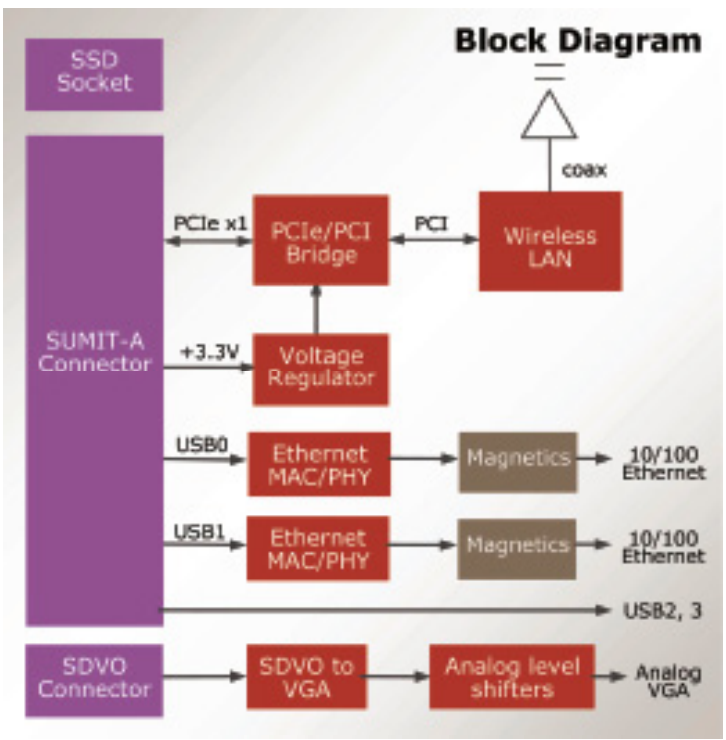 Block Diagram
SSD
Socket
coax
PCIe x1
PCIe/PCI
Bridge
PCI
Wireless
LAN
SUMIT-A
Connector
+3.3V
Voltage
Regulator
USB0
Ethernet
MAC/PHY
Magnetics
10/100
Ethernet
USB1
Ethernet
MAC/PHY
Magnetics
10/100
Ethernet
USB2, 3
SDVO
Connector
SDVO to
VGA
Analog level
shifters
Analog
VGA